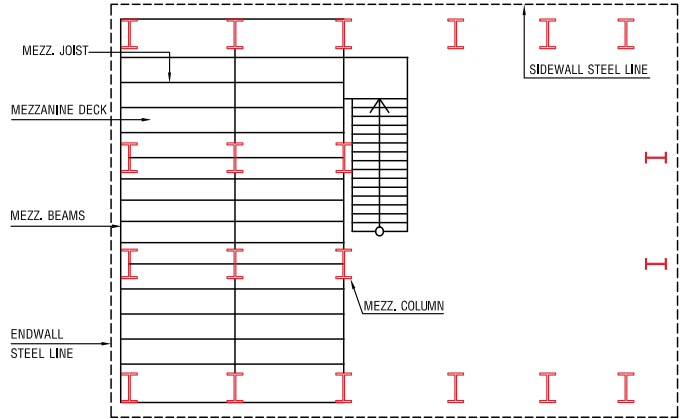 MEZZ. JOIST
SIDEWALL STEEL LINE
MEZZANINE DECK
MEZZ. BEAMS
MEZZ. COLUMN
ENDWALL
STEEL LINE